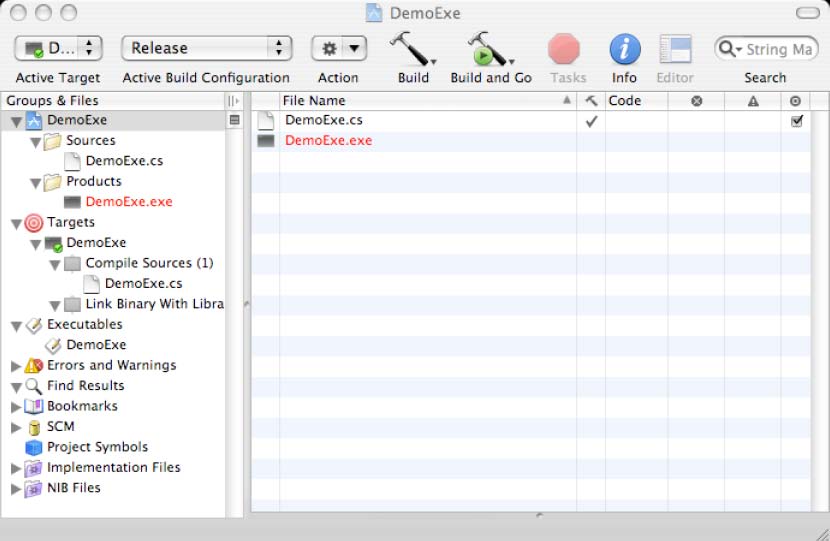 DemoExe
D...
Release
String Ma
Active Target
Active Build Configuration
Action
Build
Build and Go
Tasks
Info
Editor
Search
Groups & Files
File Name
Code
DemoExe
DemoExe.cs
Sources
DemoExe.exe
DemoExe.cs
Products
DemoExe.exe
Targets
DemoExe
Compile Sources (1)
DemoExe.cs
Link Binary With Libra
Executables
DemoExe
Errors and Warnings
Find Results
Bookmarks
SCM
Project Symbols
Implementation Files
NIB Files